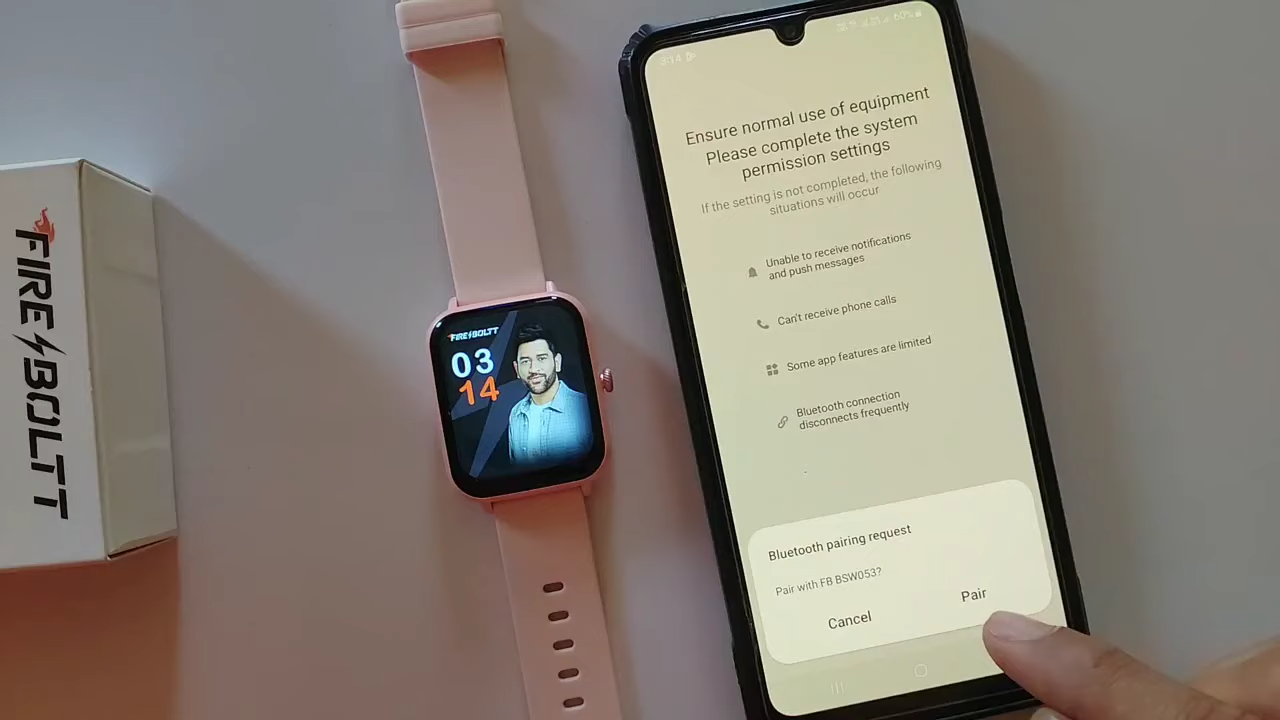 FIRE BOLTT
FIRE BOLTT
03
14
3:14
60%
Ensure normal use of equipment
Please complete the system
permission settings
If the setting is not completed, the following
situations will occur
Unable to receive notifications
and push messages
Can't receive phone calls
Some app features are limited
Bluetooth connection
disconnects frequently
Bluetooth pairing request
Pair with FB BSW053?
Cancel
Pair